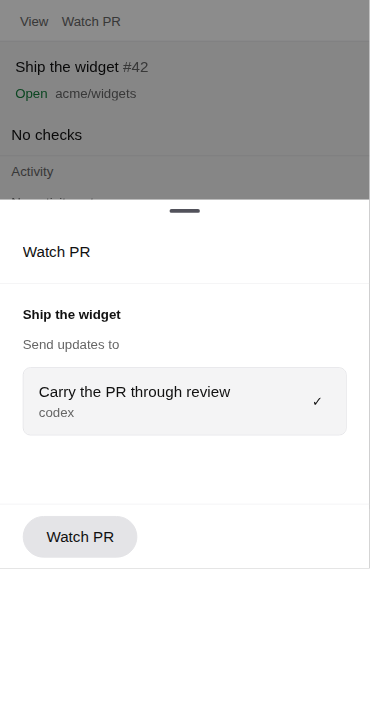 View Watch PR
Ship the widget #42
Open acme/widgets
No checks
Activity
Watch PR
Ship the widget
Send updates to
Carry the PR through review
✓
codex
Watch PR